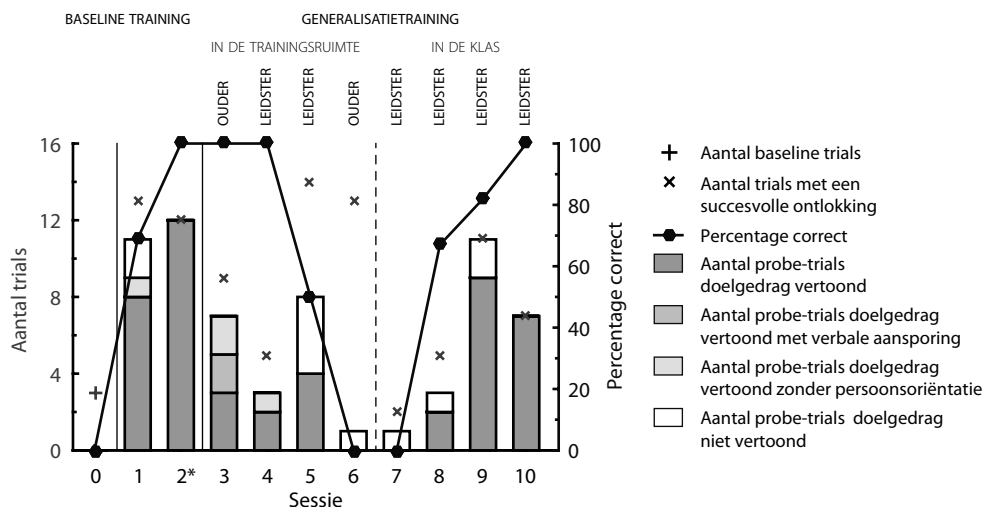 BASELINE TRAINING GENERALISATIETRAINING
IN DE TRAININGSRUIMTE IN DE KLAS
OUDER LEIDSTER LEIDSTER OUDER LEIDSTER LEIDSTER LEIDSTER LEIDSTER
16 100
12 80
60
8
40
4
20
0 0
Aantal trials
Percentage correct
0 1 2* 3 4 5 6 7 8 9 10
Sessie
Aantal baseline trials
Aantal trials met een
succesvolle ontlokking
Percentage correct
Aantal probe-trials
doelgedrag vertoond
Aantal probe-trials doelgedrag
vertoond met verbale aansporing
Aantal probe-trials doelgedrag
vertoond zonder persoonsoriëntatie
Aantal probe-trials doelgedrag
niet vertoond